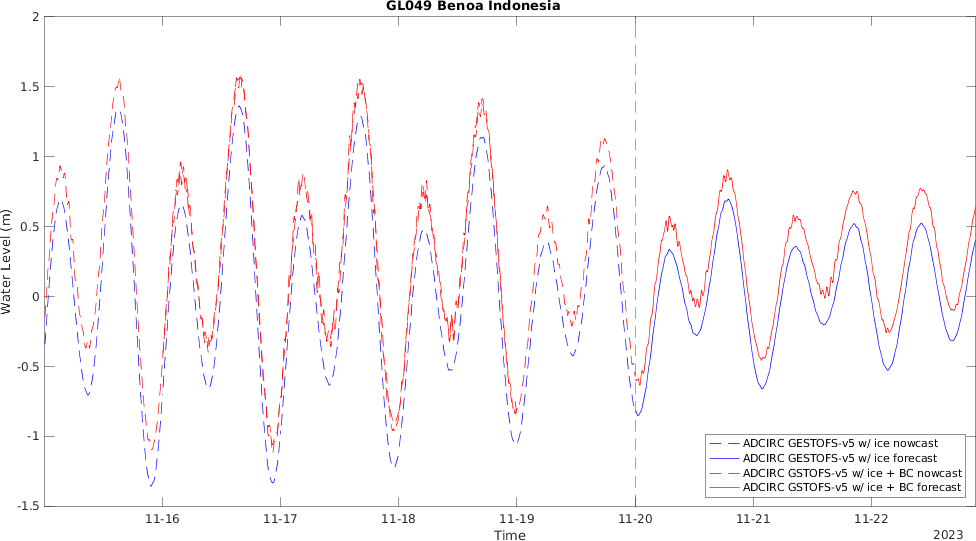 GL049 Benoa Indonesia
2
1.5
1
0.5
0
-0.5
-1
-1.5
Water Level (m)
ADCIRC GESTOFS-v5 w/ ice nowcast
ADCIRC GESTOFS-v5 w/ ice forecast
ADCIRC GSTOFS-v5 w/ ice + BC nowcast
ADCIRC GSTOFS-v5 w/ ice + BC forecast
11-16 11-17 11-18 11-19 11-20 11-21 11-22
Time
2023